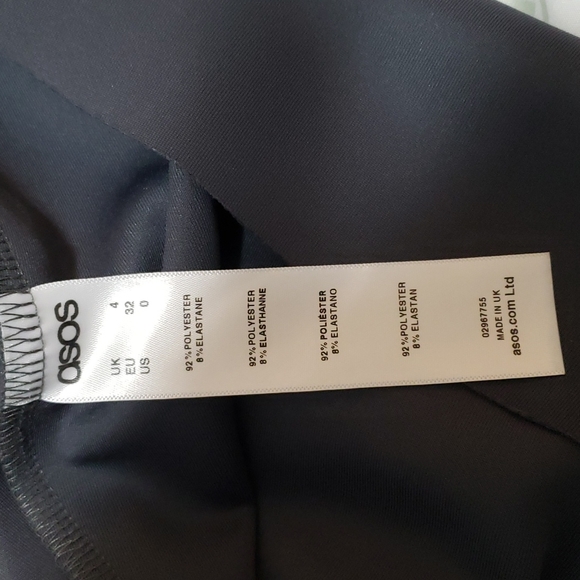 asos
UK 4
EU 32
US 0
92% POLYESTER
8% ELASTANE
92% POLYESTER
8% ELASTHANNE
92% POLIÉSTER
8% ELASTANO
92% POLYESTER
8% ELASTAN
02967755
MADE IN UK
asos.com Ltd